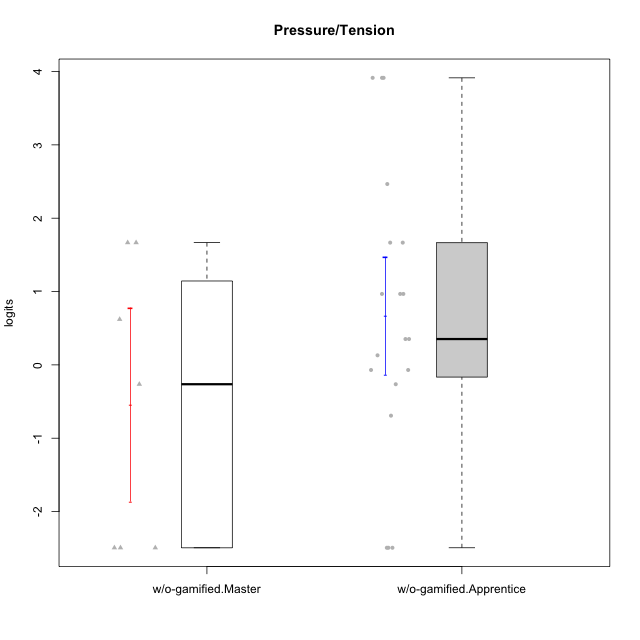 Pressure/Tension
logits
4
3
2
1
0
-1
-2
w/o-gamified.Master
w/o-gamified.Apprentice